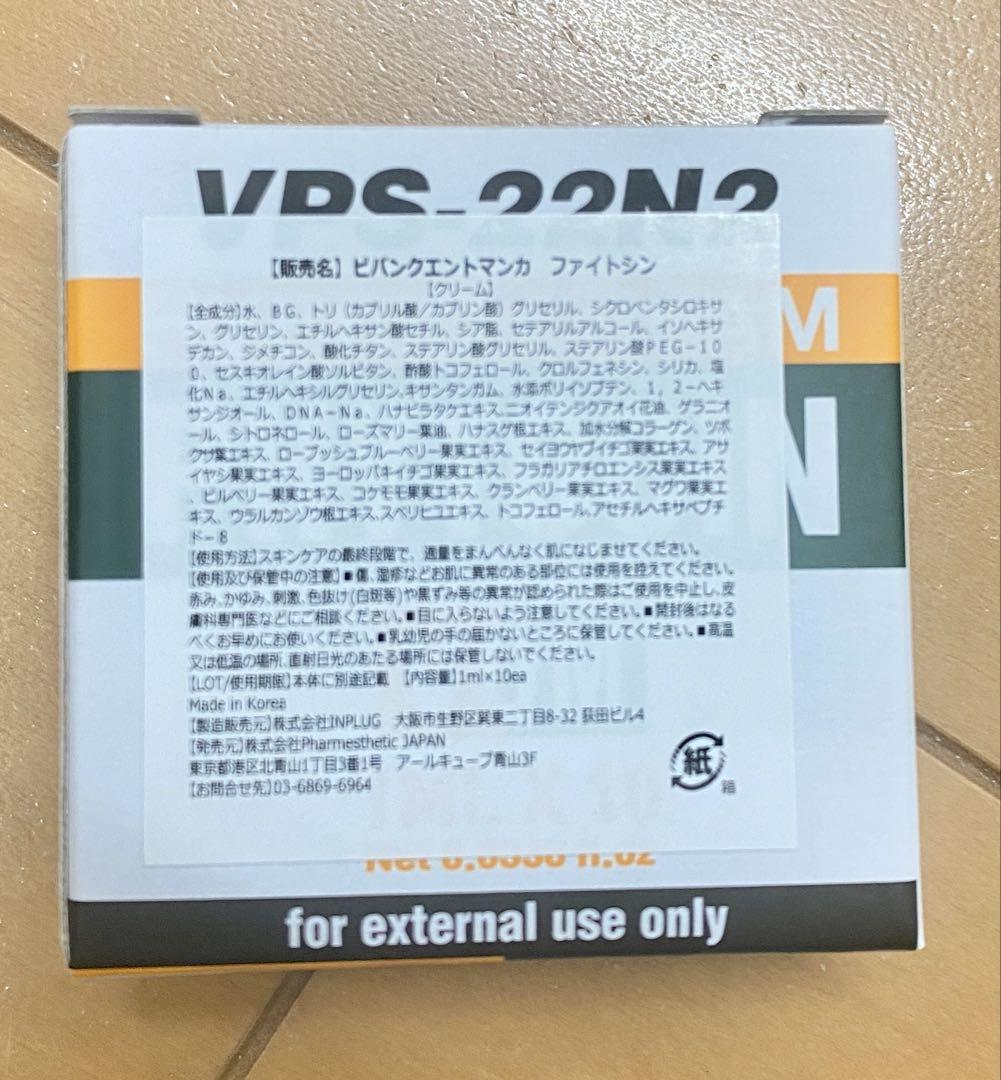 VPS-22N2
【販売名】ビバンクエントマンカ　ファイトシン
【クリーム】
【全成分】水、ＢＧ、トリ（カプリル酸／カプリン酸）グリセリル、シクロペンタシロキサ
ン、グリセリン、エチルヘキサン酸セチル、シア脂、セテアリルアルコール、イソヘキサ
デカン、ジメチコン、酸化チタン、ステアリン酸グリセリル、ステアリン酸ＰＥＧ－１０
０、セスキオレイン酸ソルビタン、酢酸トコフェロール、クロルフェネシン、シリカ、塩
化Ｎａ、エチルヘキシルグリセリン、キサンタンガム、水添ポリイソブテン、１，２－ヘキ
サンジオール、ＤＮＡ－Ｎａ、ハナビラタケエキス、ニオイテンジクアオイ花油、ゲラニオ
ール、シトロネロール、ローズマリー葉油、ハナスゲ根エキス、加水分解コラーゲン、ツボ
クサ葉エキス、ローブッシュブルーベリー果実エキス、セイヨウヤブイチゴ果実エキス、アサ
イヤシ果実エキス、ヨーロッパキイチゴ果実エキス、フラガリアチロエンシス果実エキス
、ビルベリー果実エキス、コケモモ果実エキス、クランベリー果実エキス、マグワ果実エ
キス、ウラルカンゾウ根エキス、スベリヒユエキス、トコフェロール、アセチルヘキサペプチ
ド－８
【使用方法】スキンケアの最終段階で、適量をまんべんなく肌になじませてください。
【使用及び保管中の注意】■傷、湿疹などお肌に異常のある部位には使用を控えてください。
赤み、かゆみ、刺激、色抜け(白斑等)や黒ずみ等の異常が認められた際はご使用を中止し、皮
膚科専門医などにご相談ください。■目に入らないよう注意してください。■開封後はなる
べくお早めにお使いください。■乳幼児の手の届かないところに保管してください。■高温
又は低温の場所、直射日光のあたる場所には保管しないでください。
【LOT/使用期限】本体に別途記載　【内容量】1ml×10ea
Made in Korea
【製造販売元】株式会社INPLUG　大阪市生野区巽東二丁目8-32 荻田ビル4
【発売元】株式会社Pharmesthetic JAPAN
東京都港区北青山1丁目3番1号　アールキューブ青山3F
【お問合せ先】03-6869-6964
紙
箱
M
N
Net 0.0338 fl.oz
for external use only